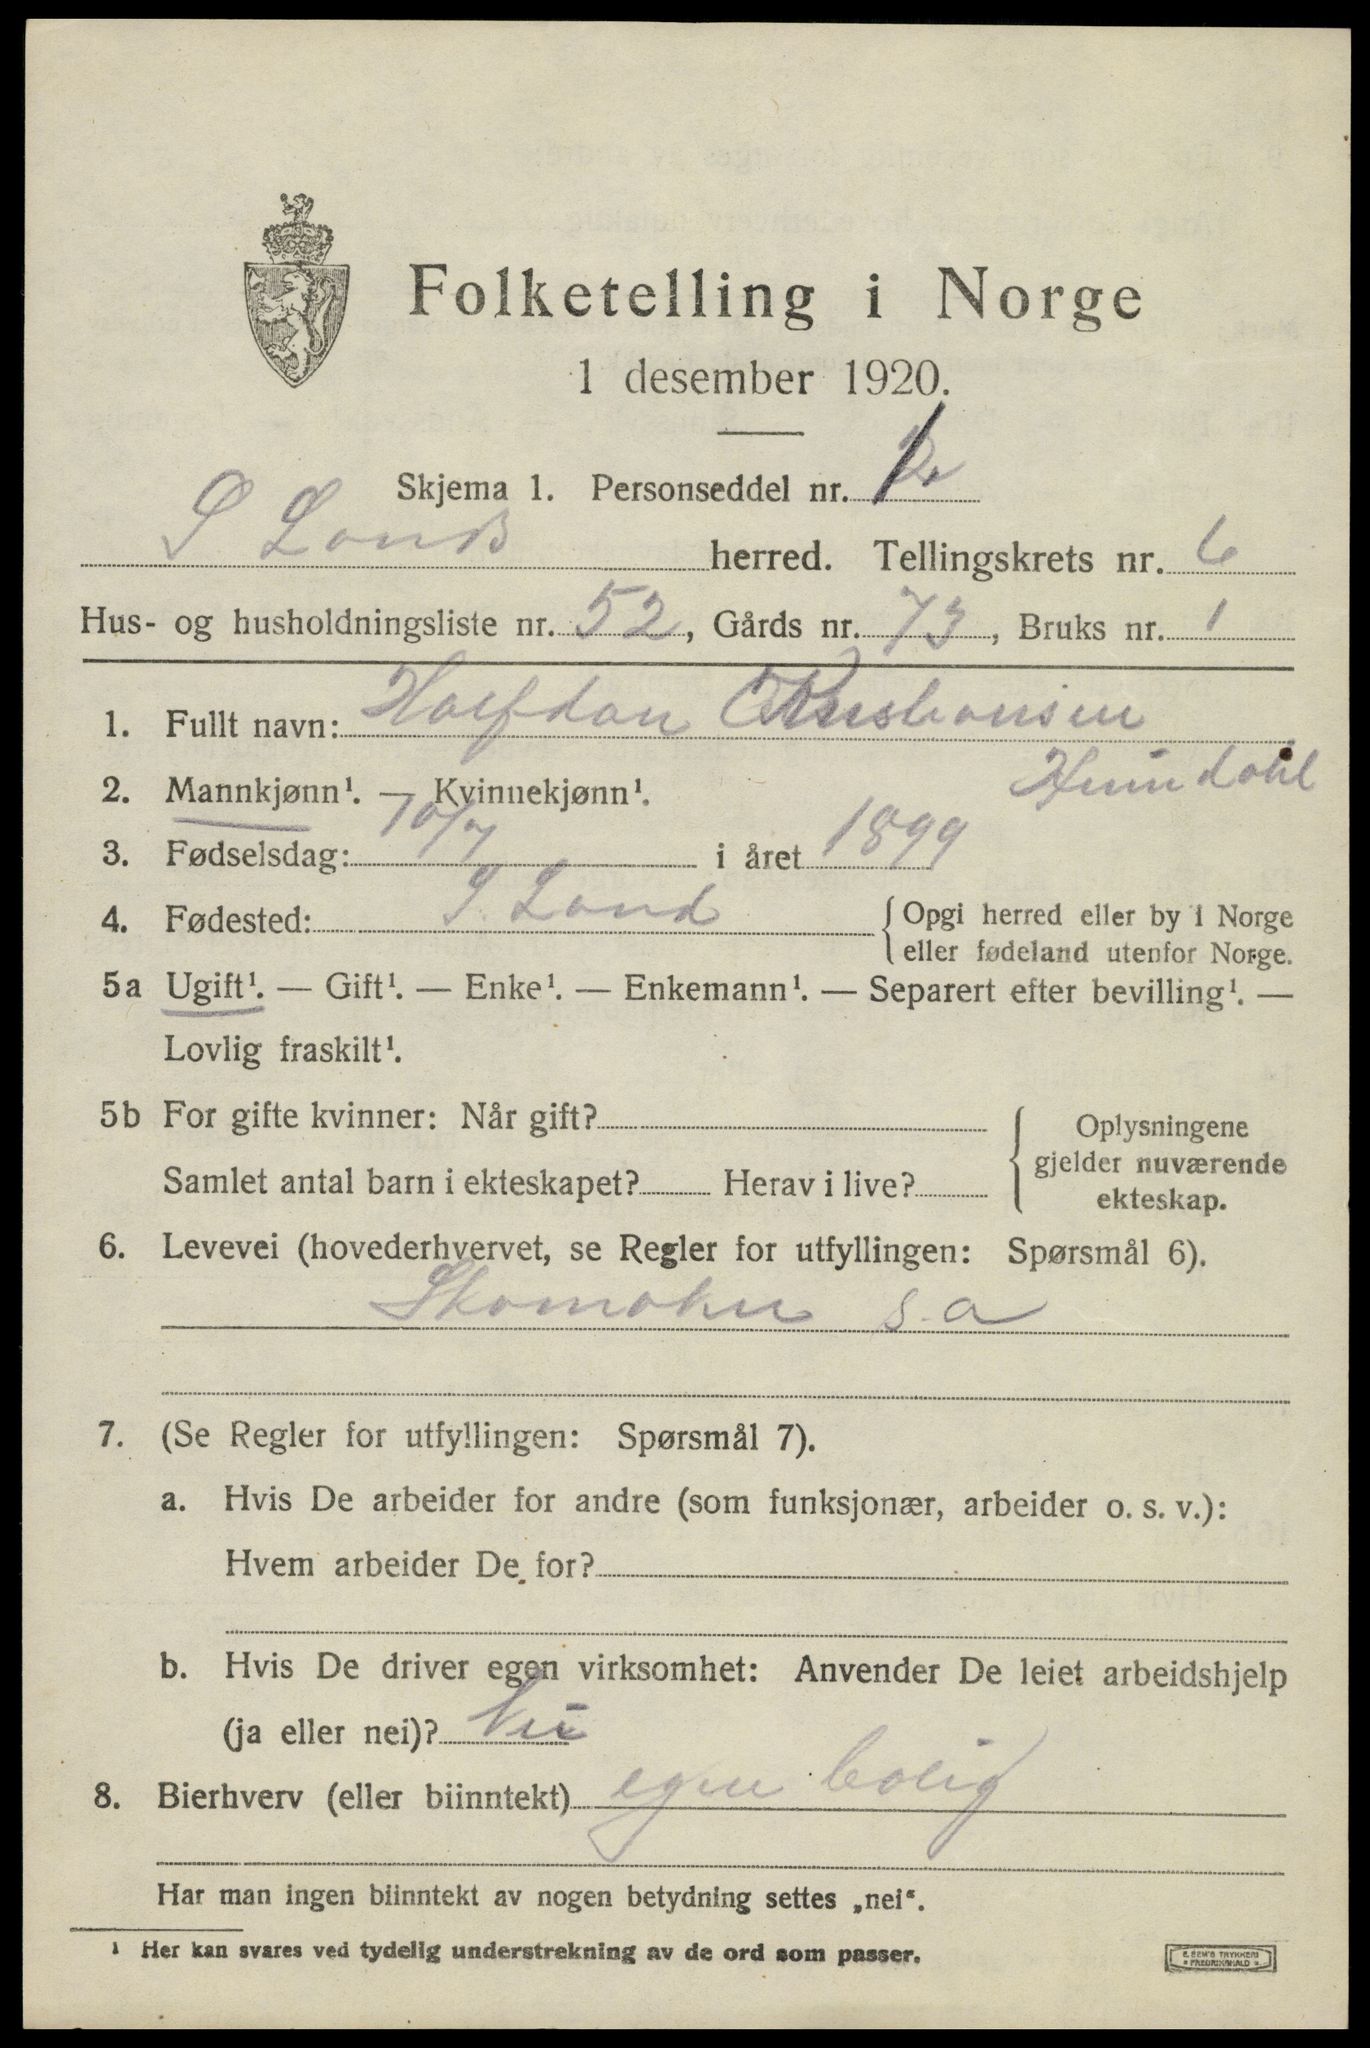 Folketelling i Norge
1 desember 1920.
Skjema 1. Personseddel nr. 1
S Land herred. Tellingskrets nr. 6
Hus- og husholdningsliste nr. 52, Gårds nr. 73, Bruks nr. 1
1. Fullt navn: Halfdan Kristiansen
2. Mannkjønn¹. — Kvinnekjønn¹.
3. Fødselsdag: 10/7 i året 1899
4. Fødested: S. Land { Opgi herred eller by i Norge
eller fødeland utenfor Norge.
5a Ugift¹. — Gift¹. — Enke¹. — Enkemann¹. — Separert efter bevilling¹. —
Lovlig fraskilt¹.
5b For gifte kvinner: Når gift? { Oplysningene
gjelder nuværende
ekteskap.
Samlet antal barn i ekteskapet? Herav i live?
6. Levevei (hovederhvervet, se Regler for utfyllingen: Spørsmål 6).
Skomaker s.a
7. (Se Regler for utfyllingen: Spørsmål 7).
a. Hvis De arbeider for andre (som funksjonær, arbeider o. s. v.):
Hvem arbeider De for?
b. Hvis De driver egen virksomhet: Anvender De leiet arbeidshjelp
(ja eller nei)? Nei
8. Bierhverv (eller biinntekt) egen bolig
Har man ingen biinntekt av nogen betydning settes „nei“.
¹ Her kan svares ved tydelig understrekning av de ord som passer.
E. SEM'S TRYKKERI
FREDRIKSHALD